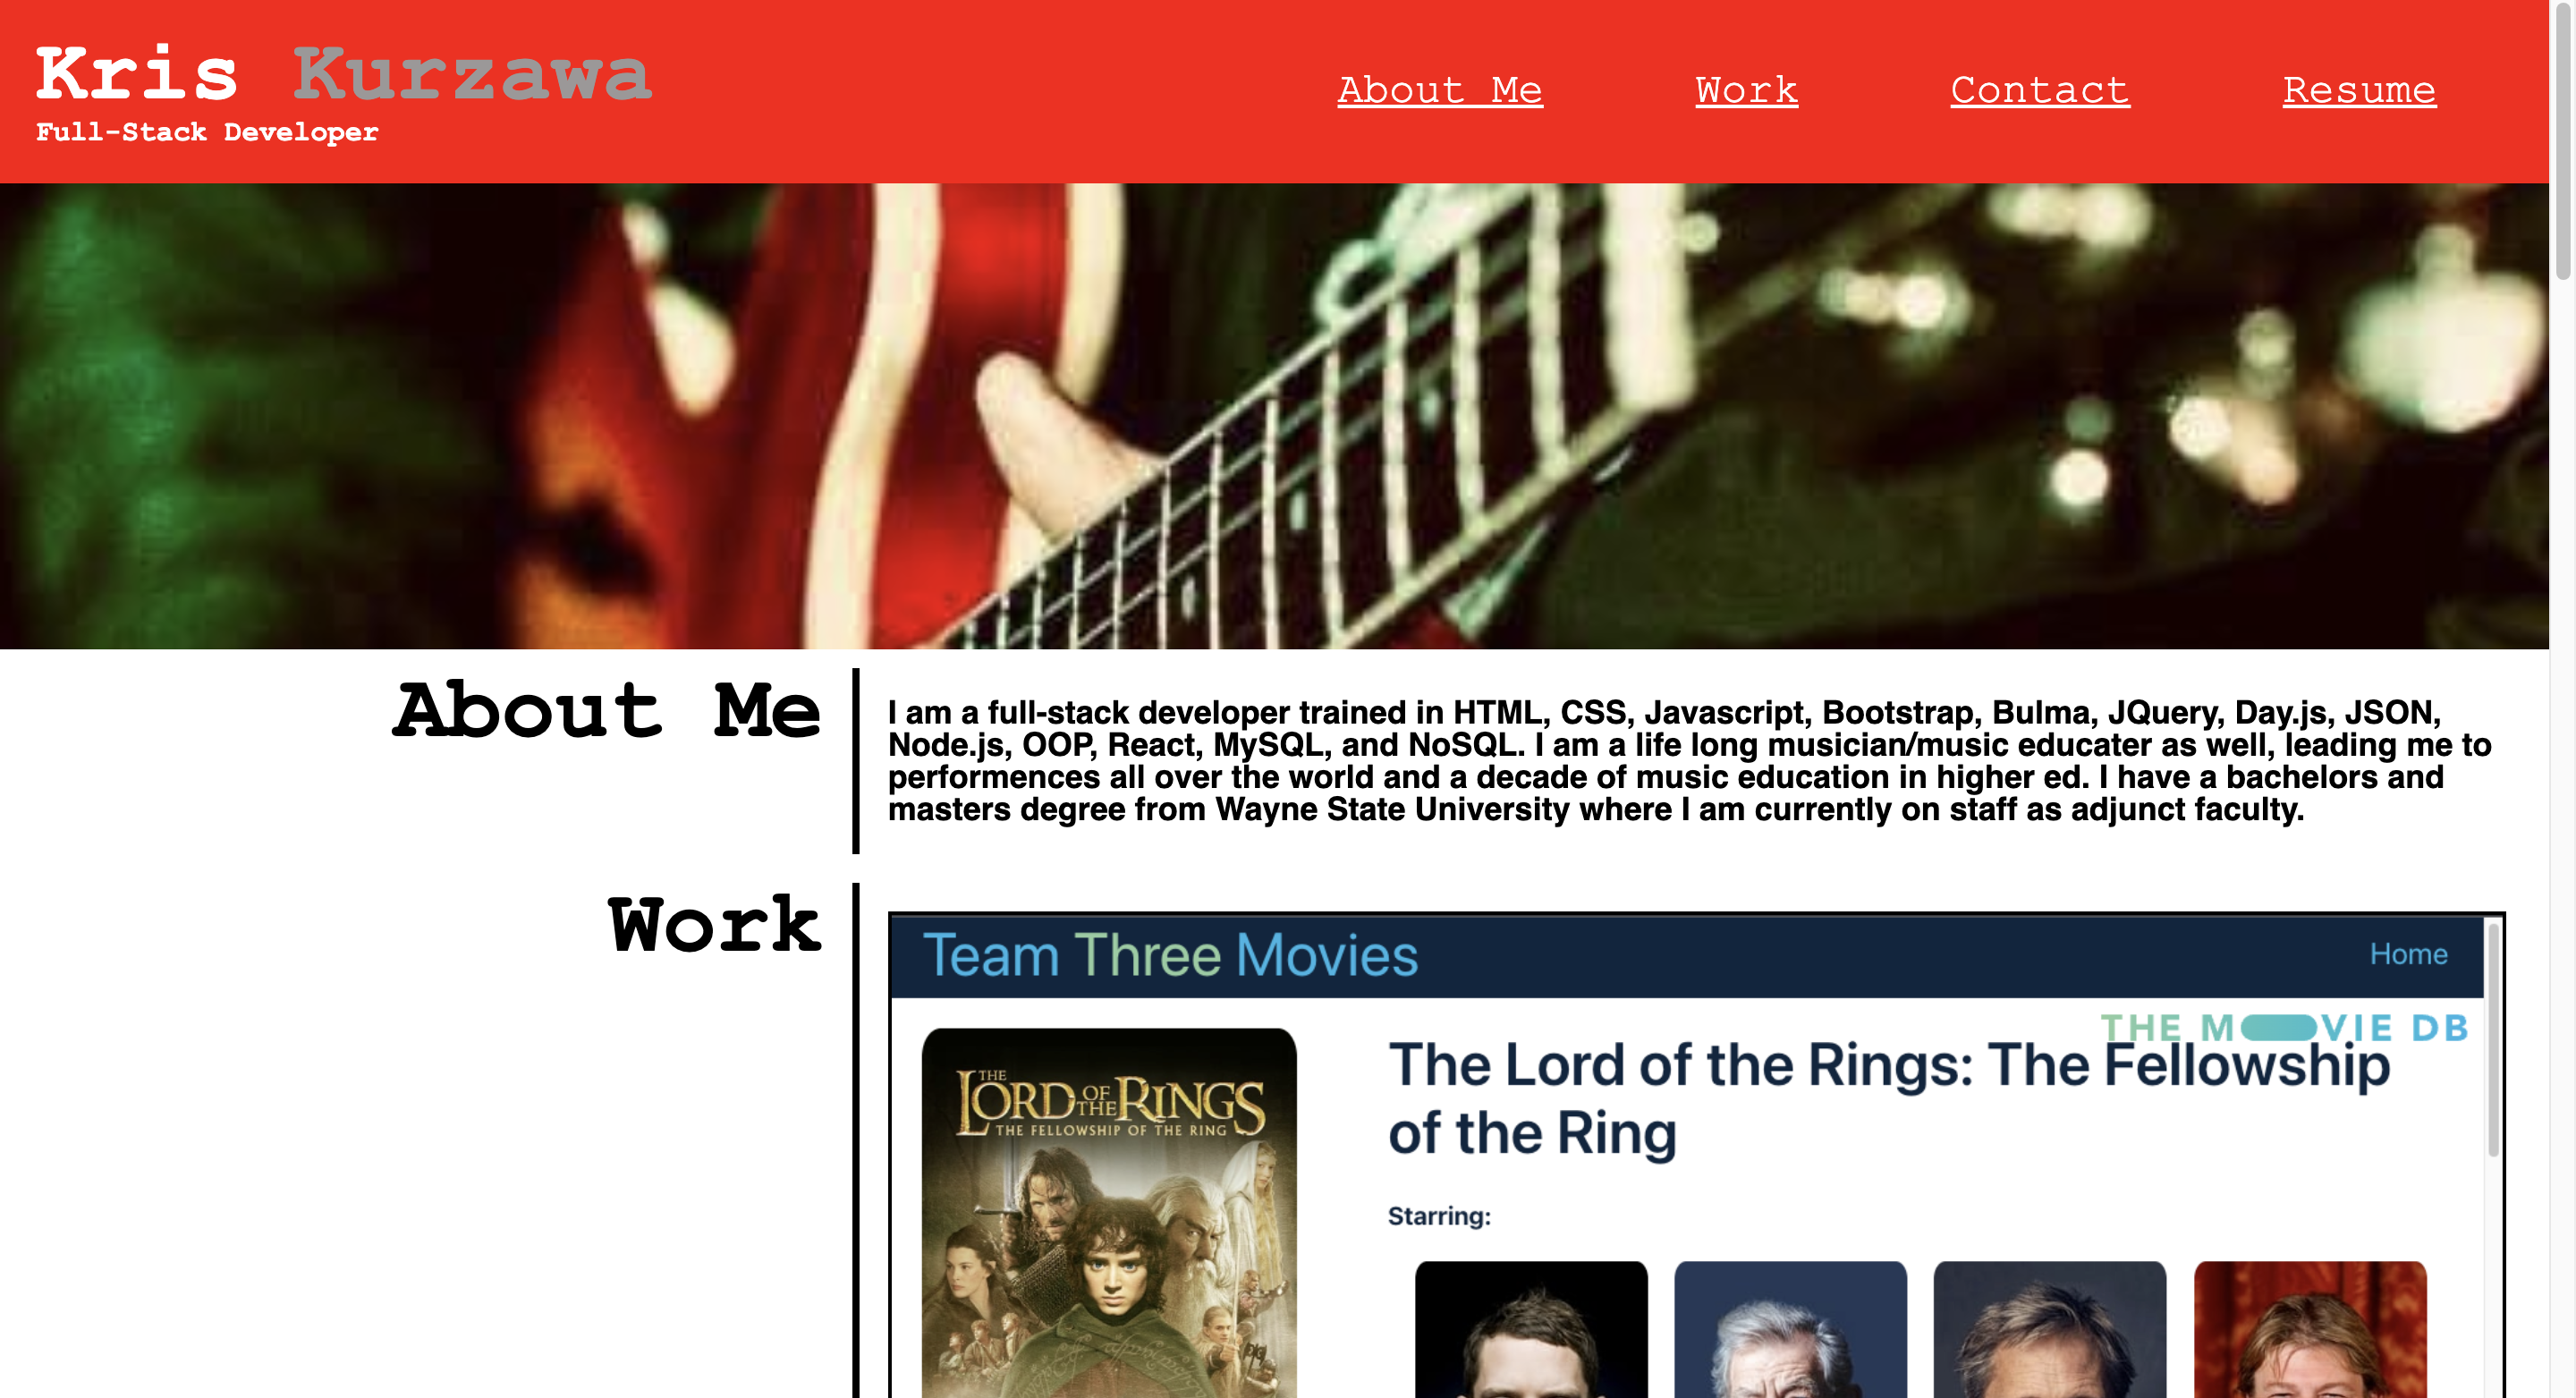 Kris Kurzawa
Full-Stack Developer
About Me
Work
Contact
Resume
About Me
I am a full-stack developer trained in HTML, CSS, Javascript, Bootstrap, Bulma, JQuery, Day.js, JSON,
Node.js, OOP, React, MySQL, and NoSQL. I am a life long musician/music educater as well, leading me to
performences all over the world and a decade of music education in higher ed. I have a bachelors and
masters degree from Wayne State University where I am currently on staff as adjunct faculty.
Work
Team Three Movies
Home
THE M VIE DB
The Lord of the Rings: The Fellowship
of the Ring
Starring:
THE
LORD OF THE RINGS
THE FELLOWSHIP OF THE RING